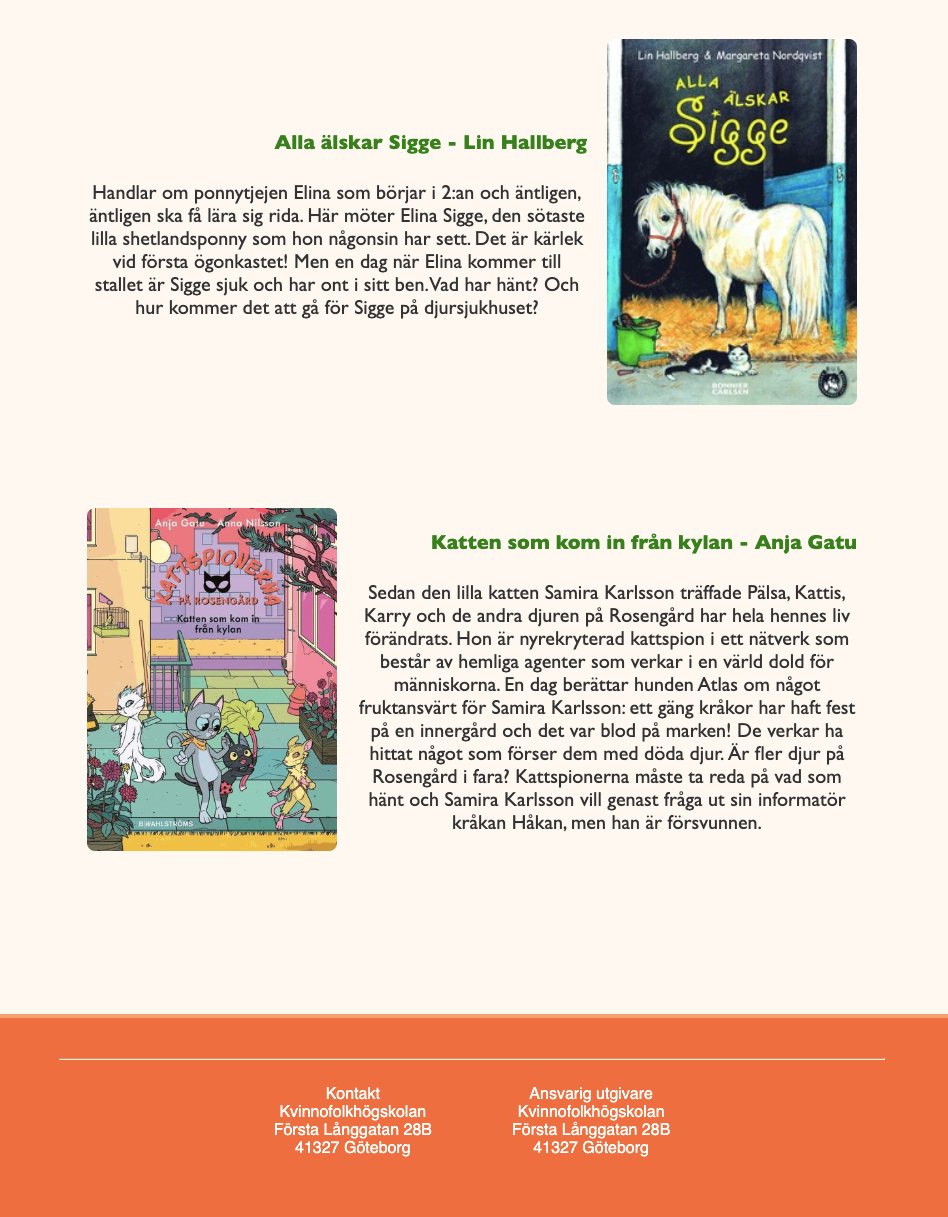 Lin Hallberg & Margareta Nordqvist
ALLA
ÄLSKAR
Sigge
BONNIER
CARLSEN
Alla älskar Sigge - Lin Hallberg
Handlar om ponnytjejen Elina som börjar i 2:an och äntligen,
äntligen ska få lära sig rida. Här möter Elina Sigge, den sötaste
lilla shetlandsponny som hon någonsin har sett. Det är kärlek
vid första ögonkastet! Men en dag när Elina kommer till
stallet är Sigge sjuk och har ont i sitt ben. Vad har hänt? Och
hur kommer det att gå för Sigge på djursjukhuset?
Anja Gatu Anna Nilsson
KATTSPIONERNA
PÅ ROSENGÅRD
Katten som kom in
från kylan
B.WAHLSTRÖMS
Katten som kom in från kylan - Anja Gatu
Sedan den lilla katten Samira Karlsson träffade Pälsa, Kattis,
Karry och de andra djuren på Rosengård har hela hennes liv
förändrats. Hon är nyrekryterad kattspion i ett nätverk som
består av hemliga agenter som verkar i en värld dold för
människorna. En dag berättar hunden Atlas om något
fruktansvärt för Samira Karlsson: ett gäng kråkor har haft fest
på en innergård och det var blod på marken! De verkar ha
hittat något som förser dem med döda djur. Är fler djur på
Rosengård i fara? Kattspionerna måste ta reda på vad som
hänt och Samira Karlsson vill genast fråga ut sin informatör
kråkan Håkan, men han är försvunnen.
Kontakt
Kvinnofolkhögskolan
Första Långgatan 28B
41327 Göteborg
Ansvarig utgivare
Kvinnofolkhögskolan
Första Långgatan 28B
41327 Göteborg